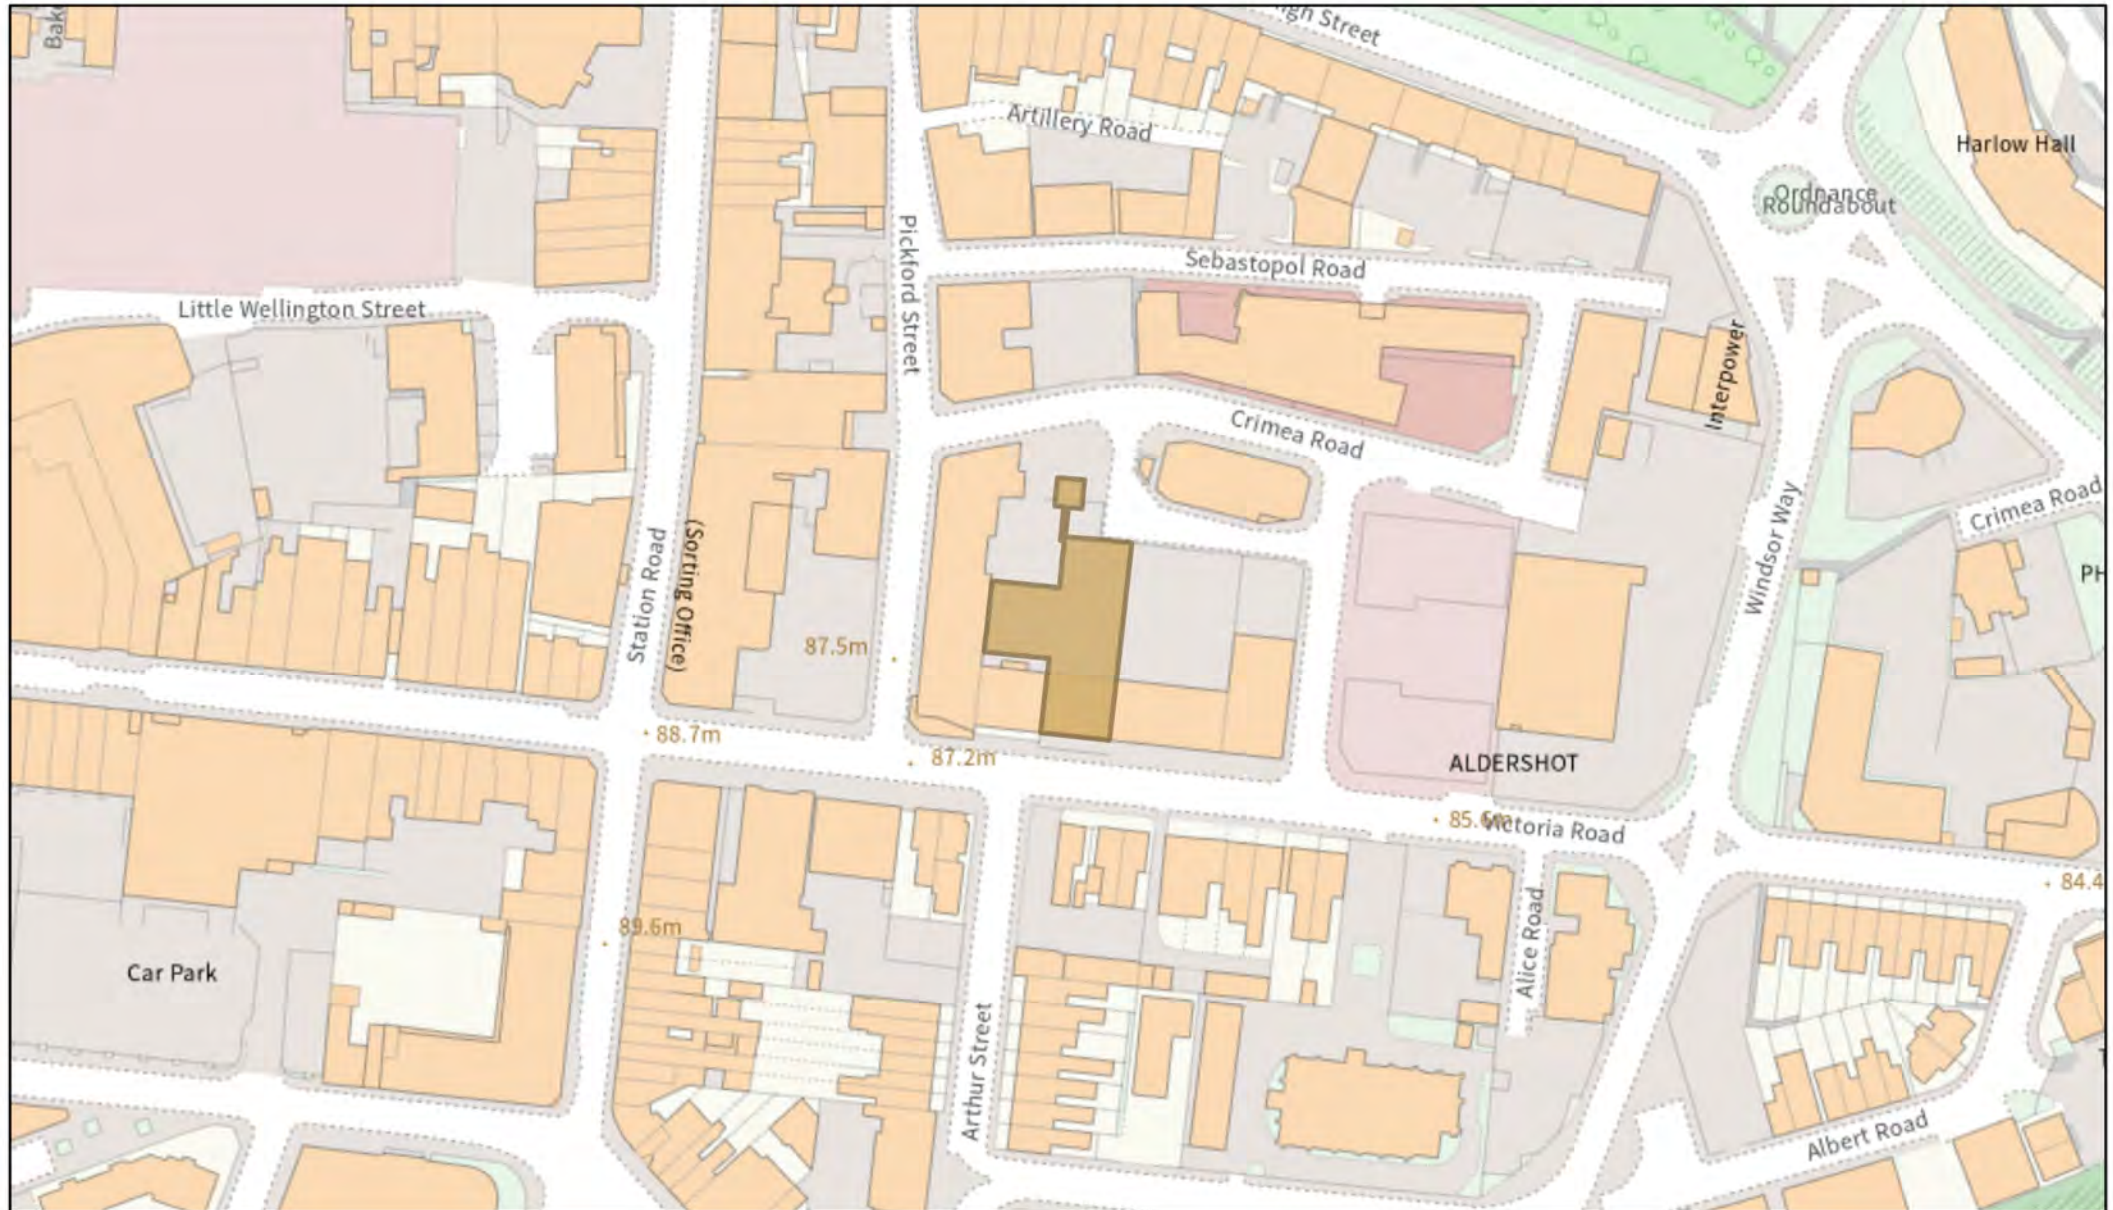 Bake
igh Street
Artillery Road
Harlow Hall
Ordnance
Roundabout
Pickford Street
Sebastopol Road
Little Wellington Street
Interpower
Crimea Road
Crimea Road
Windsor Way
Station Road
(Sorting Office)
PH
87.5m
88.7m
87.2m
ALDERSHOT
85.6m
Victoria Road
84.4
Alice Road
89.6m
Car Park
Arthur Street
Albert Road